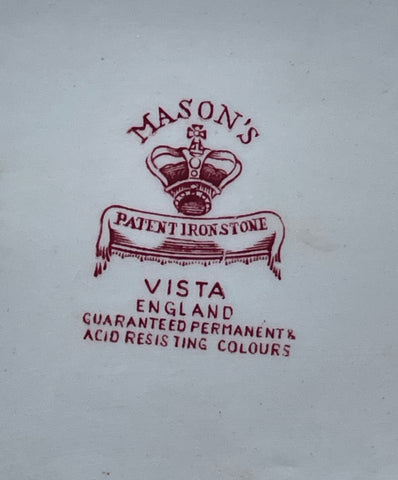 MASON'S
PATENT IRONSTONE
VISTA
ENGLAND
GUARANTEED PERMANENT &
ACID RESISTING COLOURS